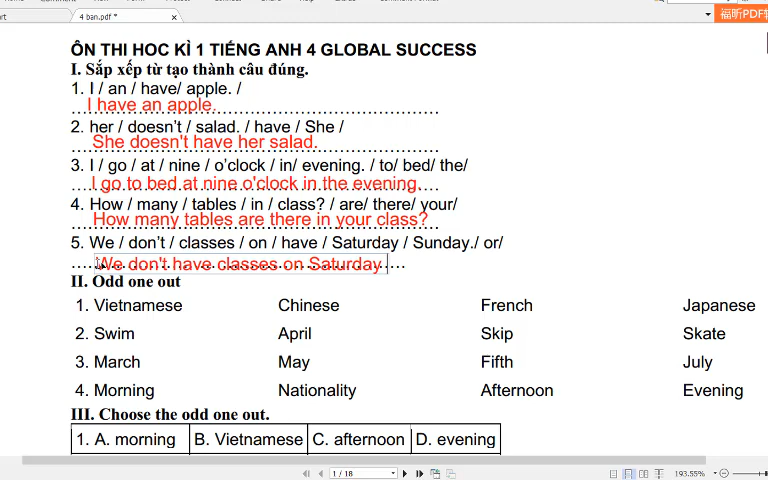 4 ban.pdf *
福昕PDF
ÔN THI HOC KÌ 1 TIẾNG ANH 4 GLOBAL SUCCESS
I. Sắp xếp từ tạo thành câu đúng.
1. I / an / have/ apple. /
I have an apple.
2. her / doesn't / salad. / have / She /
She doesn't have her salad.
3. I / go / at / nine / o'clock / in/ evening. / to/ bed/ the/
I go to bed at nine o'clock in the evening.
4. How / many / tables / in / class? / are/ there/ your/
How many tables are there in your class?
5. We / don't / classes / on / have / Saturday / Sunday./ or/
We don't have classes on Saturday
II. Odd one out
1. Vietnamese Chinese French Japanese
2. Swim April Skip Skate
3. March May Fifth July
4. Morning Nationality Afternoon Evening
III. Choose the odd one out.
1. A. morning B. Vietnamese C. afternoon D. evening
1 / 18 193.55%